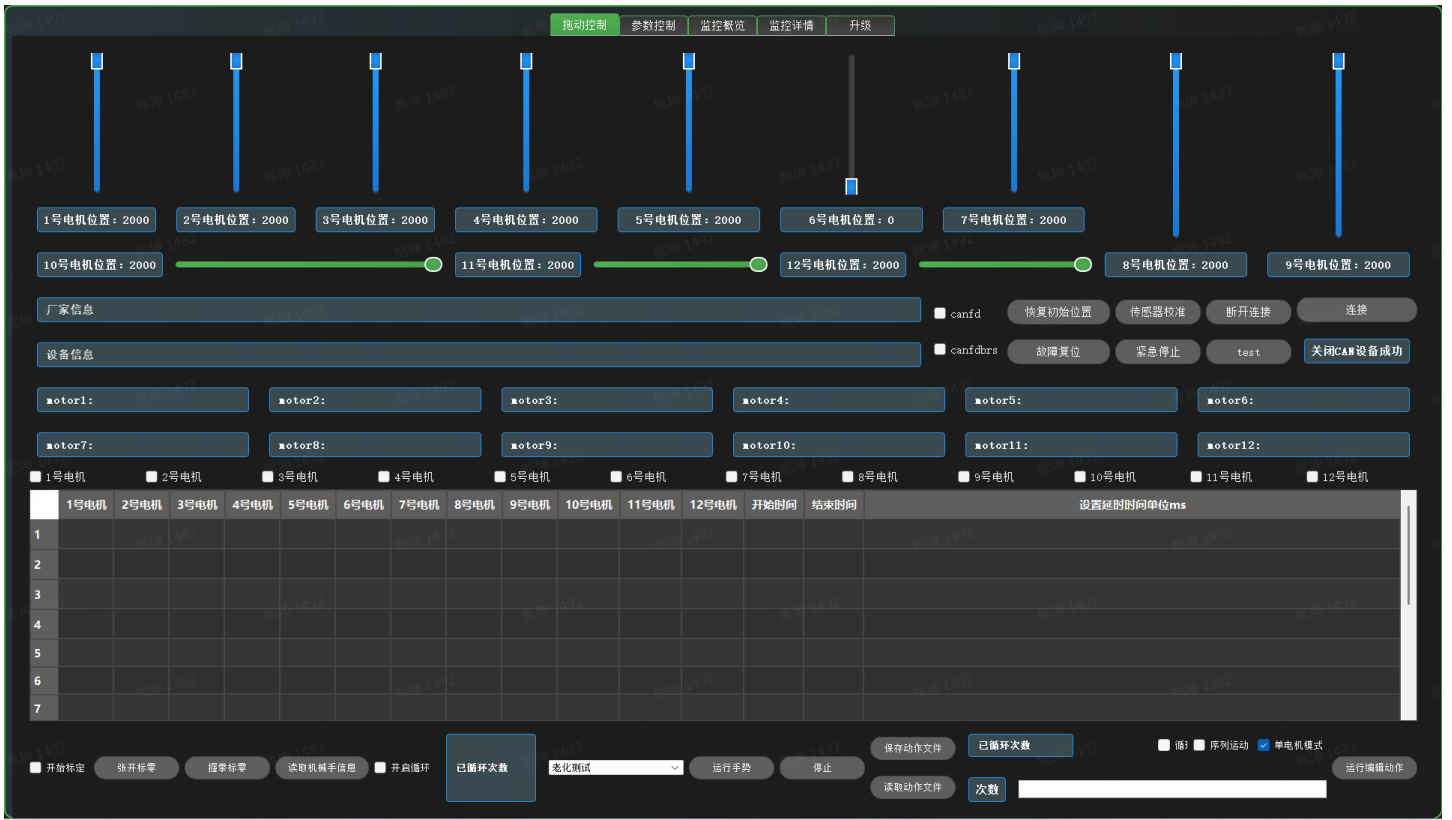 拖动控制 参数控制 监控概览 监控详情 升级
1号电机位置：2000 2号电机位置：2000 3号电机位置：2000 4号电机位置：2000 5号电机位置：2000 6号电机位置：0 7号电机位置：2000
10号电机位置：2000 11号电机位置：2000 12号电机位置：2000 8号电机位置：2000 9号电机位置：2000
厂家信息 canfd 恢复初始位置 传感器校准 断开连接 连接
设备信息 canfdbrs 故障复位 紧急停止 test 关闭CAN设备成功
motor1: motor2: motor3: motor4: motor5: motor6:
motor7: motor8: motor9: motor10: motor11: motor12:
1号电机 2号电机 3号电机 4号电机 5号电机 6号电机 7号电机 8号电机 9号电机 10号电机 11号电机 12号电机
1号电机 2号电机 3号电机 4号电机 5号电机 6号电机 7号电机 8号电机 9号电机 10号电机 11号电机 12号电机 开始时间 结束时间 设置延时时间单位ms
1
2
3
4
5
6
7
保存动作文件 已循环次数 序列运动 单电机模式
开始标定 张开标零 握拳标零 读取机械手信息 开启循环 已循环次数 老化测试 运行手势 停止 运行编辑动作
读取动作文件 次数
熊坤 1492